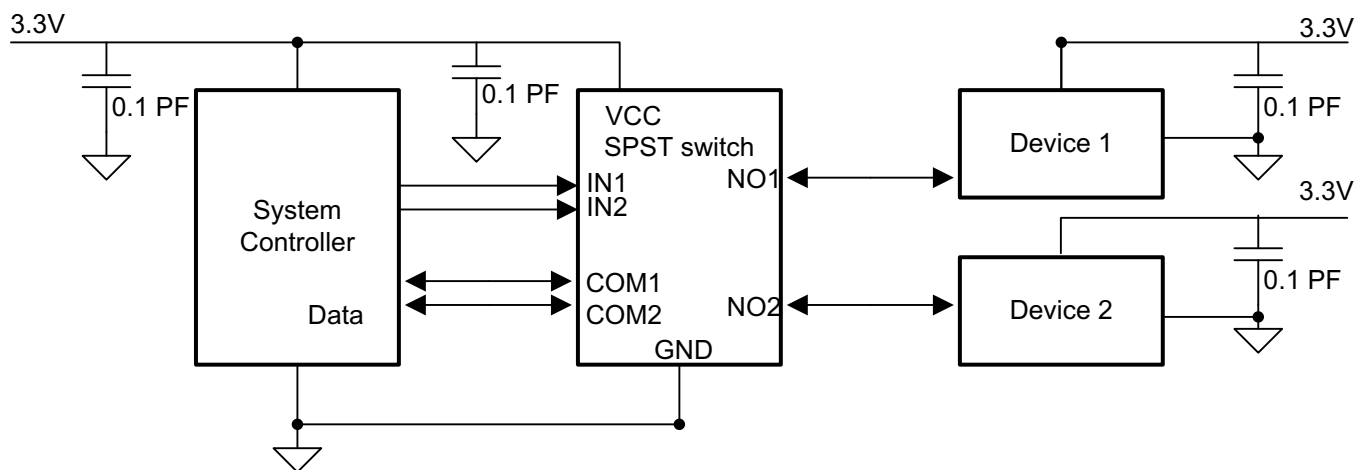 3.3V
3.3V
0.1 PF
0.1 PF
0.1 PF
VCC
SPST switch
Device 1
IN1
NO1
IN2
System
Controller
3.3V
COM1
0.1 PF
Data
COM2
NO2
Device 2
GND